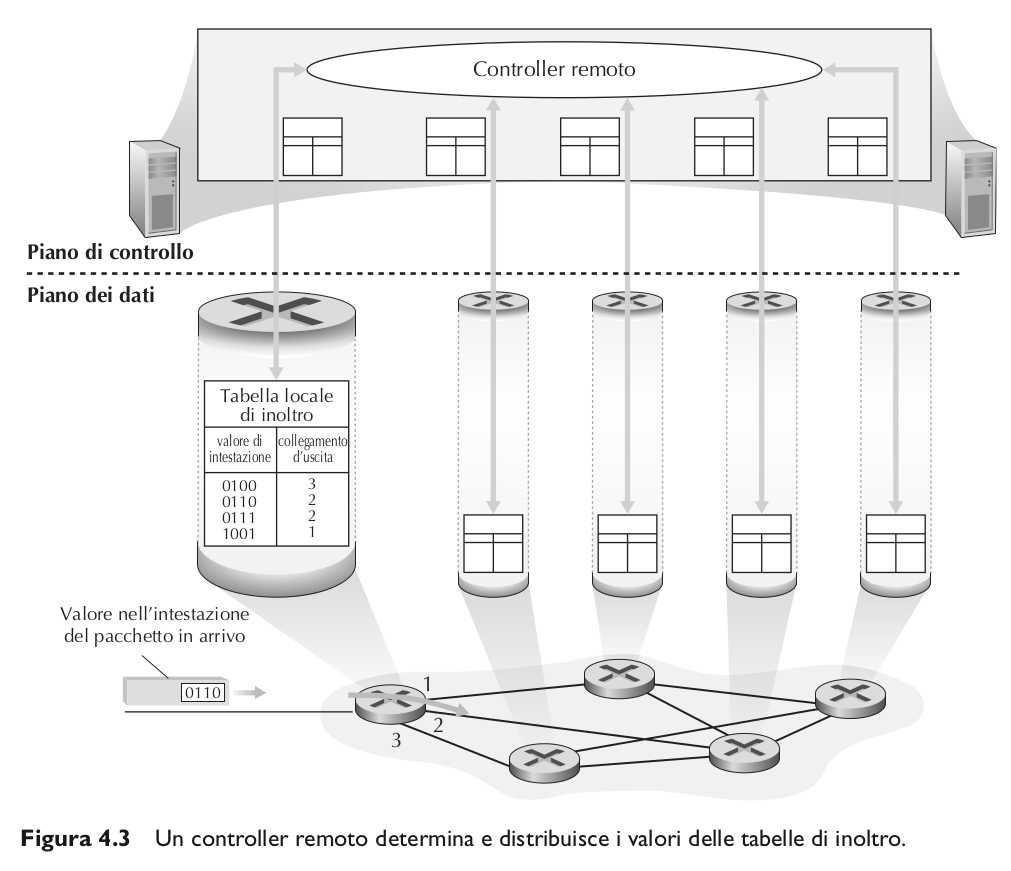 Controller remoto
Piano di controllo
Piano dei dati
Tabella locale
di inoltro
valore di
intestazione
collegamento
d'uscita
0100 3
0110 2
0111 2
1001 1
Valore nell'intestazione
del pacchetto in arrivo
0110
1
2
3
Figura 4.3 Un controller remoto determina e distribuisce i valori delle tabelle di inoltro.